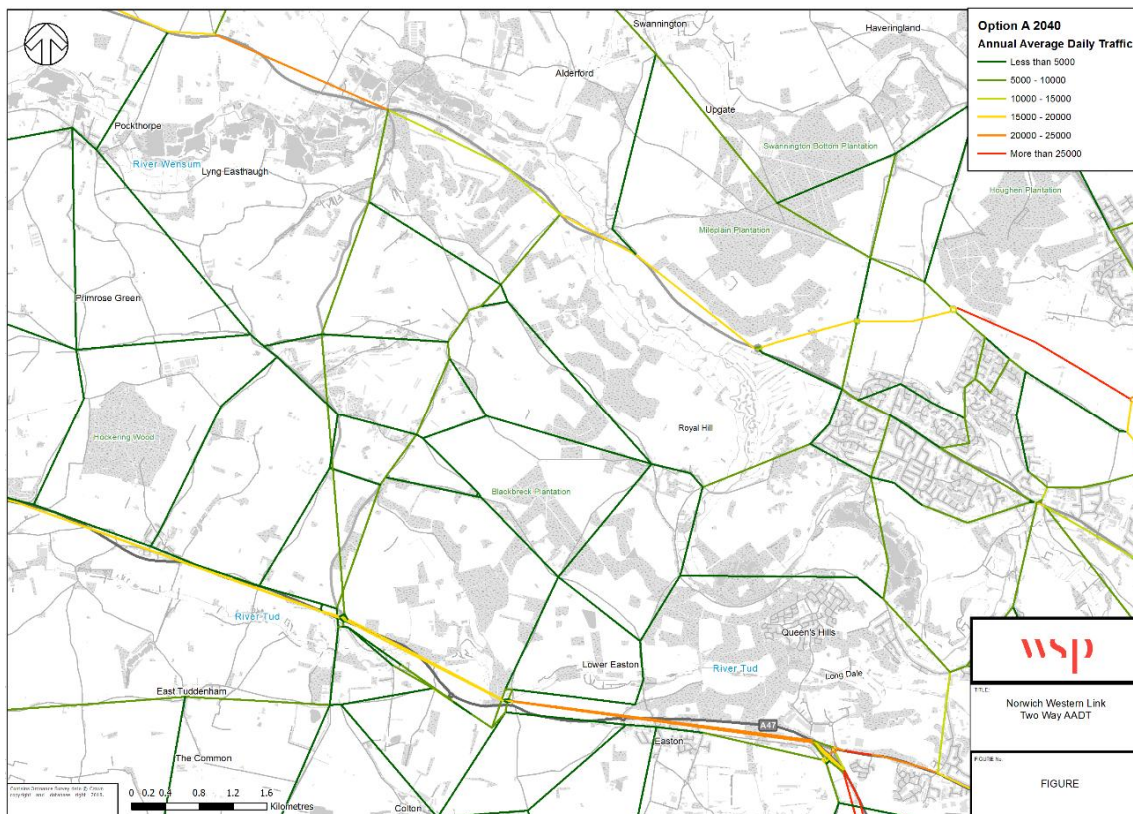 Swannington
Haveringland
Option A 2040
Annual Average Daily Traffic
Less than 5000
5000 - 10000
10000 - 15000
15000 - 20000
20000 - 25000
More than 25000
Alderford
Upgate
Pockthorpe
River Wensum
Lyng Easthaugh
Swannington Bottom Plantation
Houghen Plantation
Mileplain Plantation
Primrose Green
Royal Hill
Hockering Wood
Blackbreck Plantation
River Tud
Queen's Hills
Lower Easton
River Tud
Long Dale
East Tuddenham
A47
Easton
The Common
Colton
0 0.2 0.4 0.8 1.2 1.6
Kilometres
wsp
TITLE:
Norwich Western Link
Two Way AADT
FIGURE No.
FIGURE